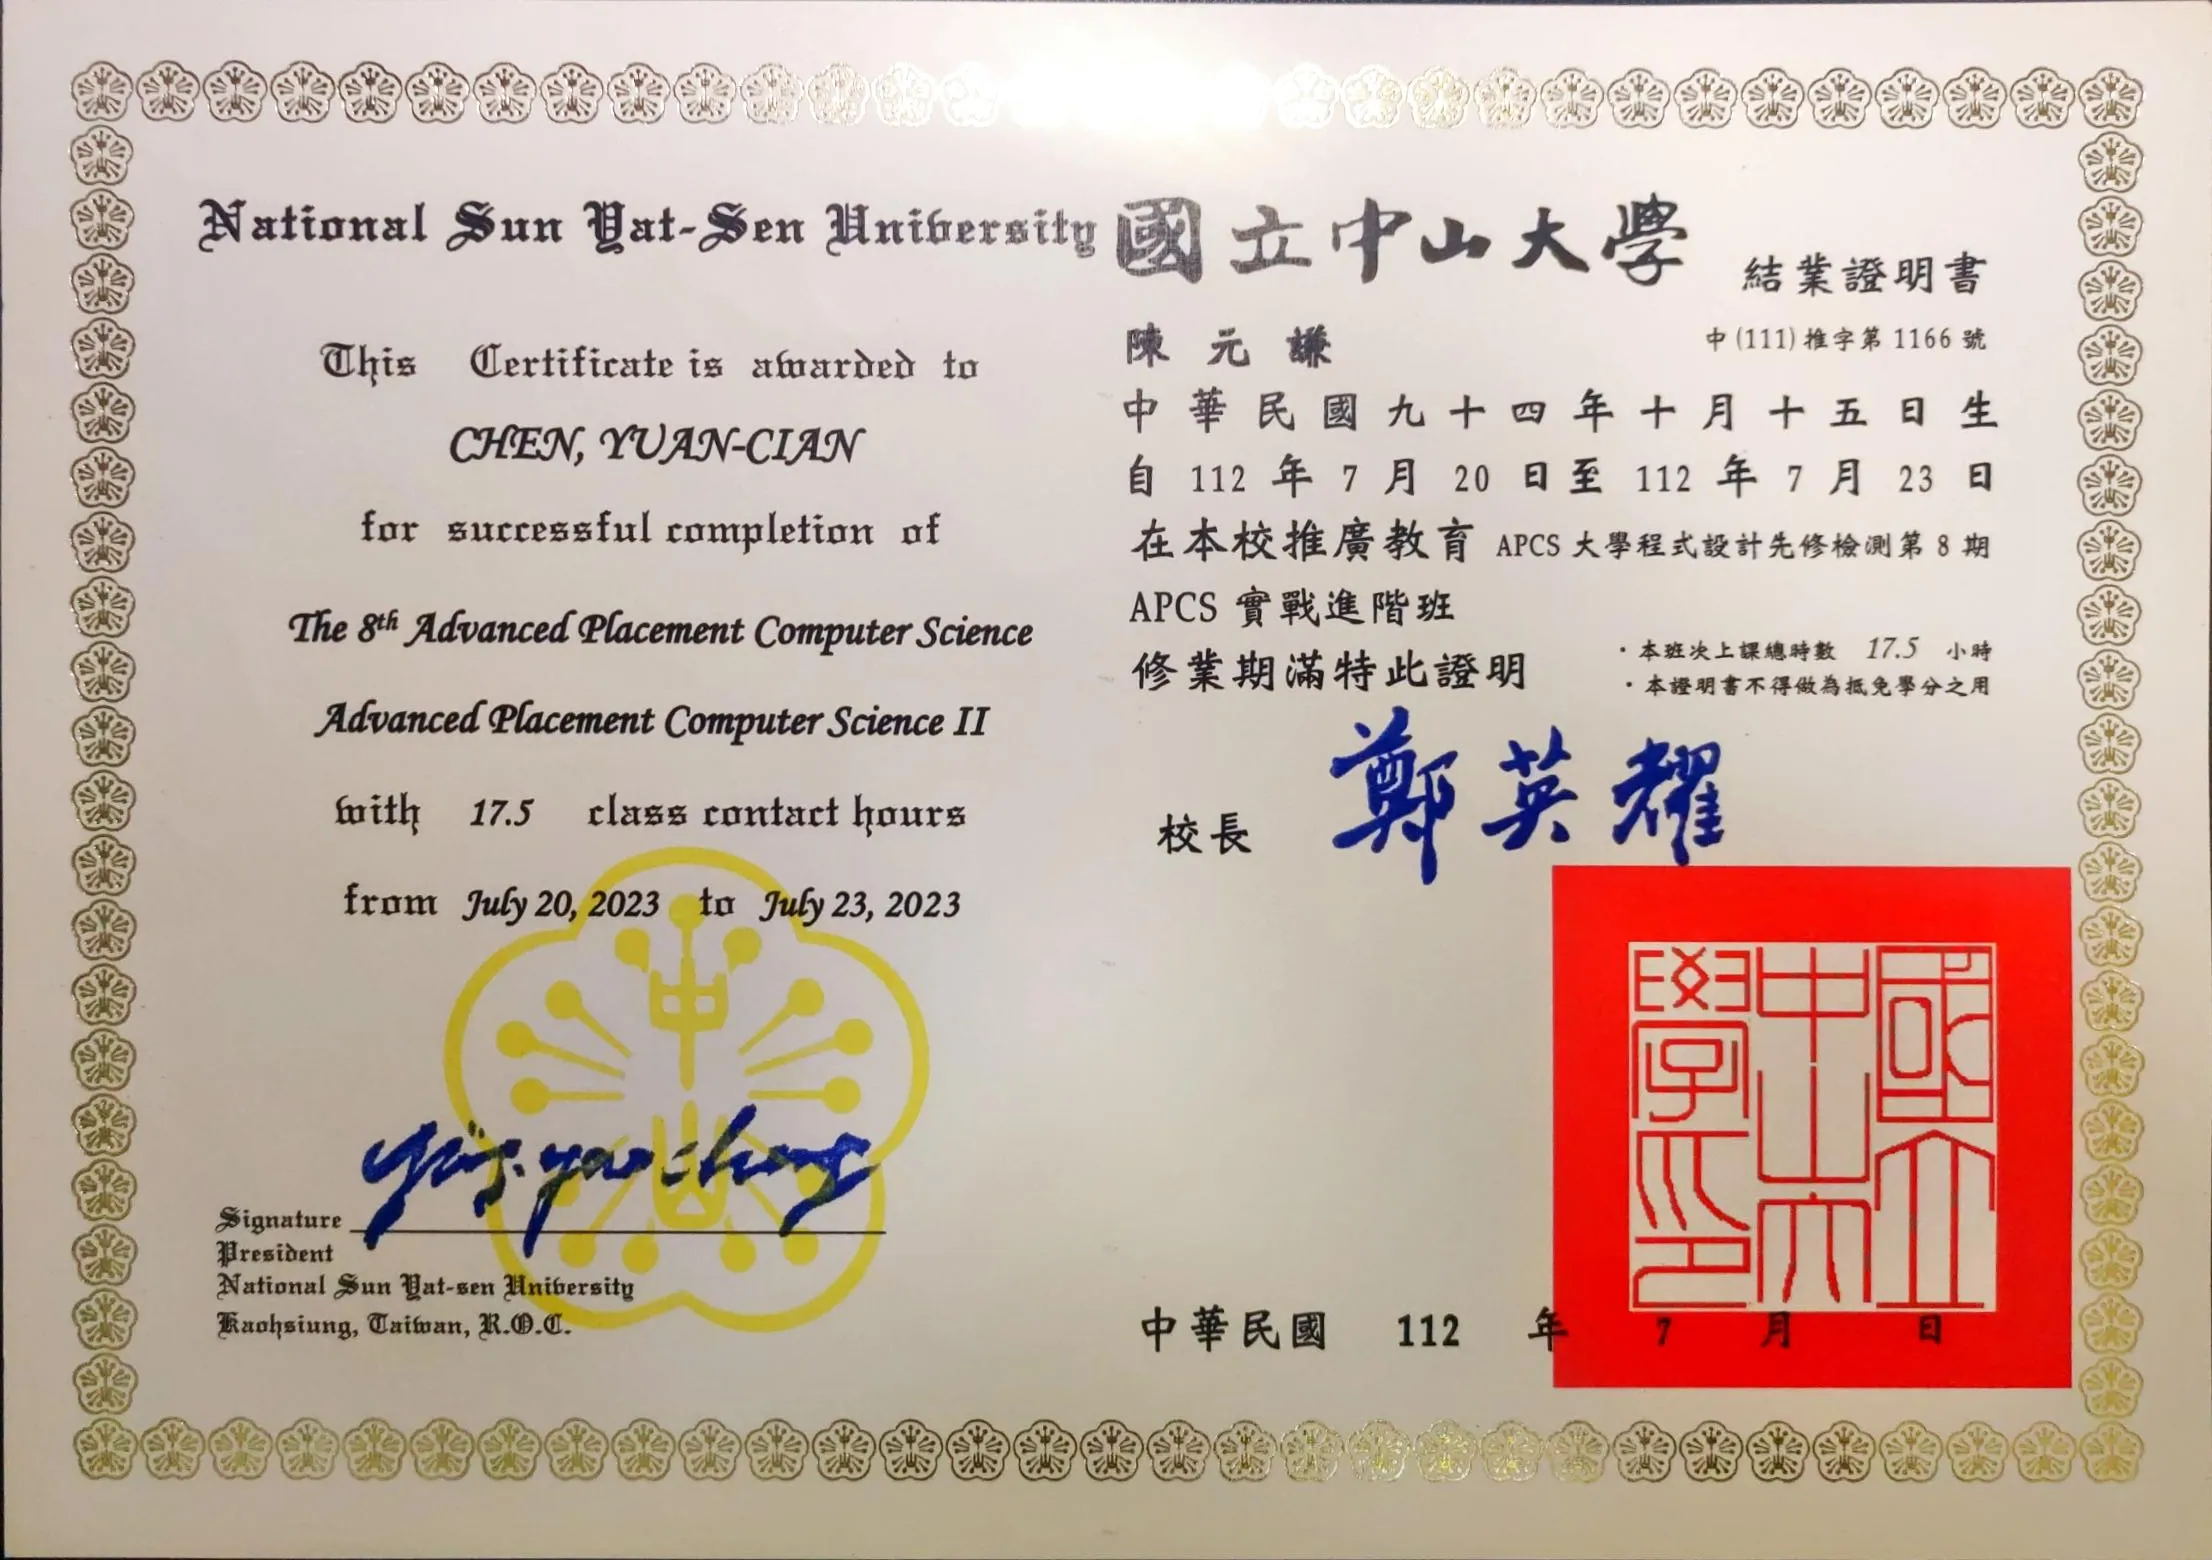 National Sun Yat-Sen University
This Certificate is awarded to
CHEN, YUAN-CIAN
for successful completion of
The 8th Advanced Placement Computer Science
Advanced Placement Computer Science II
with 17.5 class contact hours
from July 20, 2023 to July 23, 2023
Ying-yao cheng
Signature
President
National Sun Yat-sen University
Kaohsiung, Taiwan, R.O.C.
國立中山大學 結業證明書
中(111)推字第1166號
陳元謙
中華民國九十四年十月十五日生
自 112 年 7 月 20 日至 112 年 7 月 23 日
在本校推廣教育 APCS 大學程式設計先修檢測第 8 期
APCS 實戰進階班
修業期滿特此證明
・本班次上課總時數 17.5 小時
・本證明書不得做為抵免學分之用
校長 鄭英耀
國立中山大學印
中華民國 112 年 7 月 日
中山